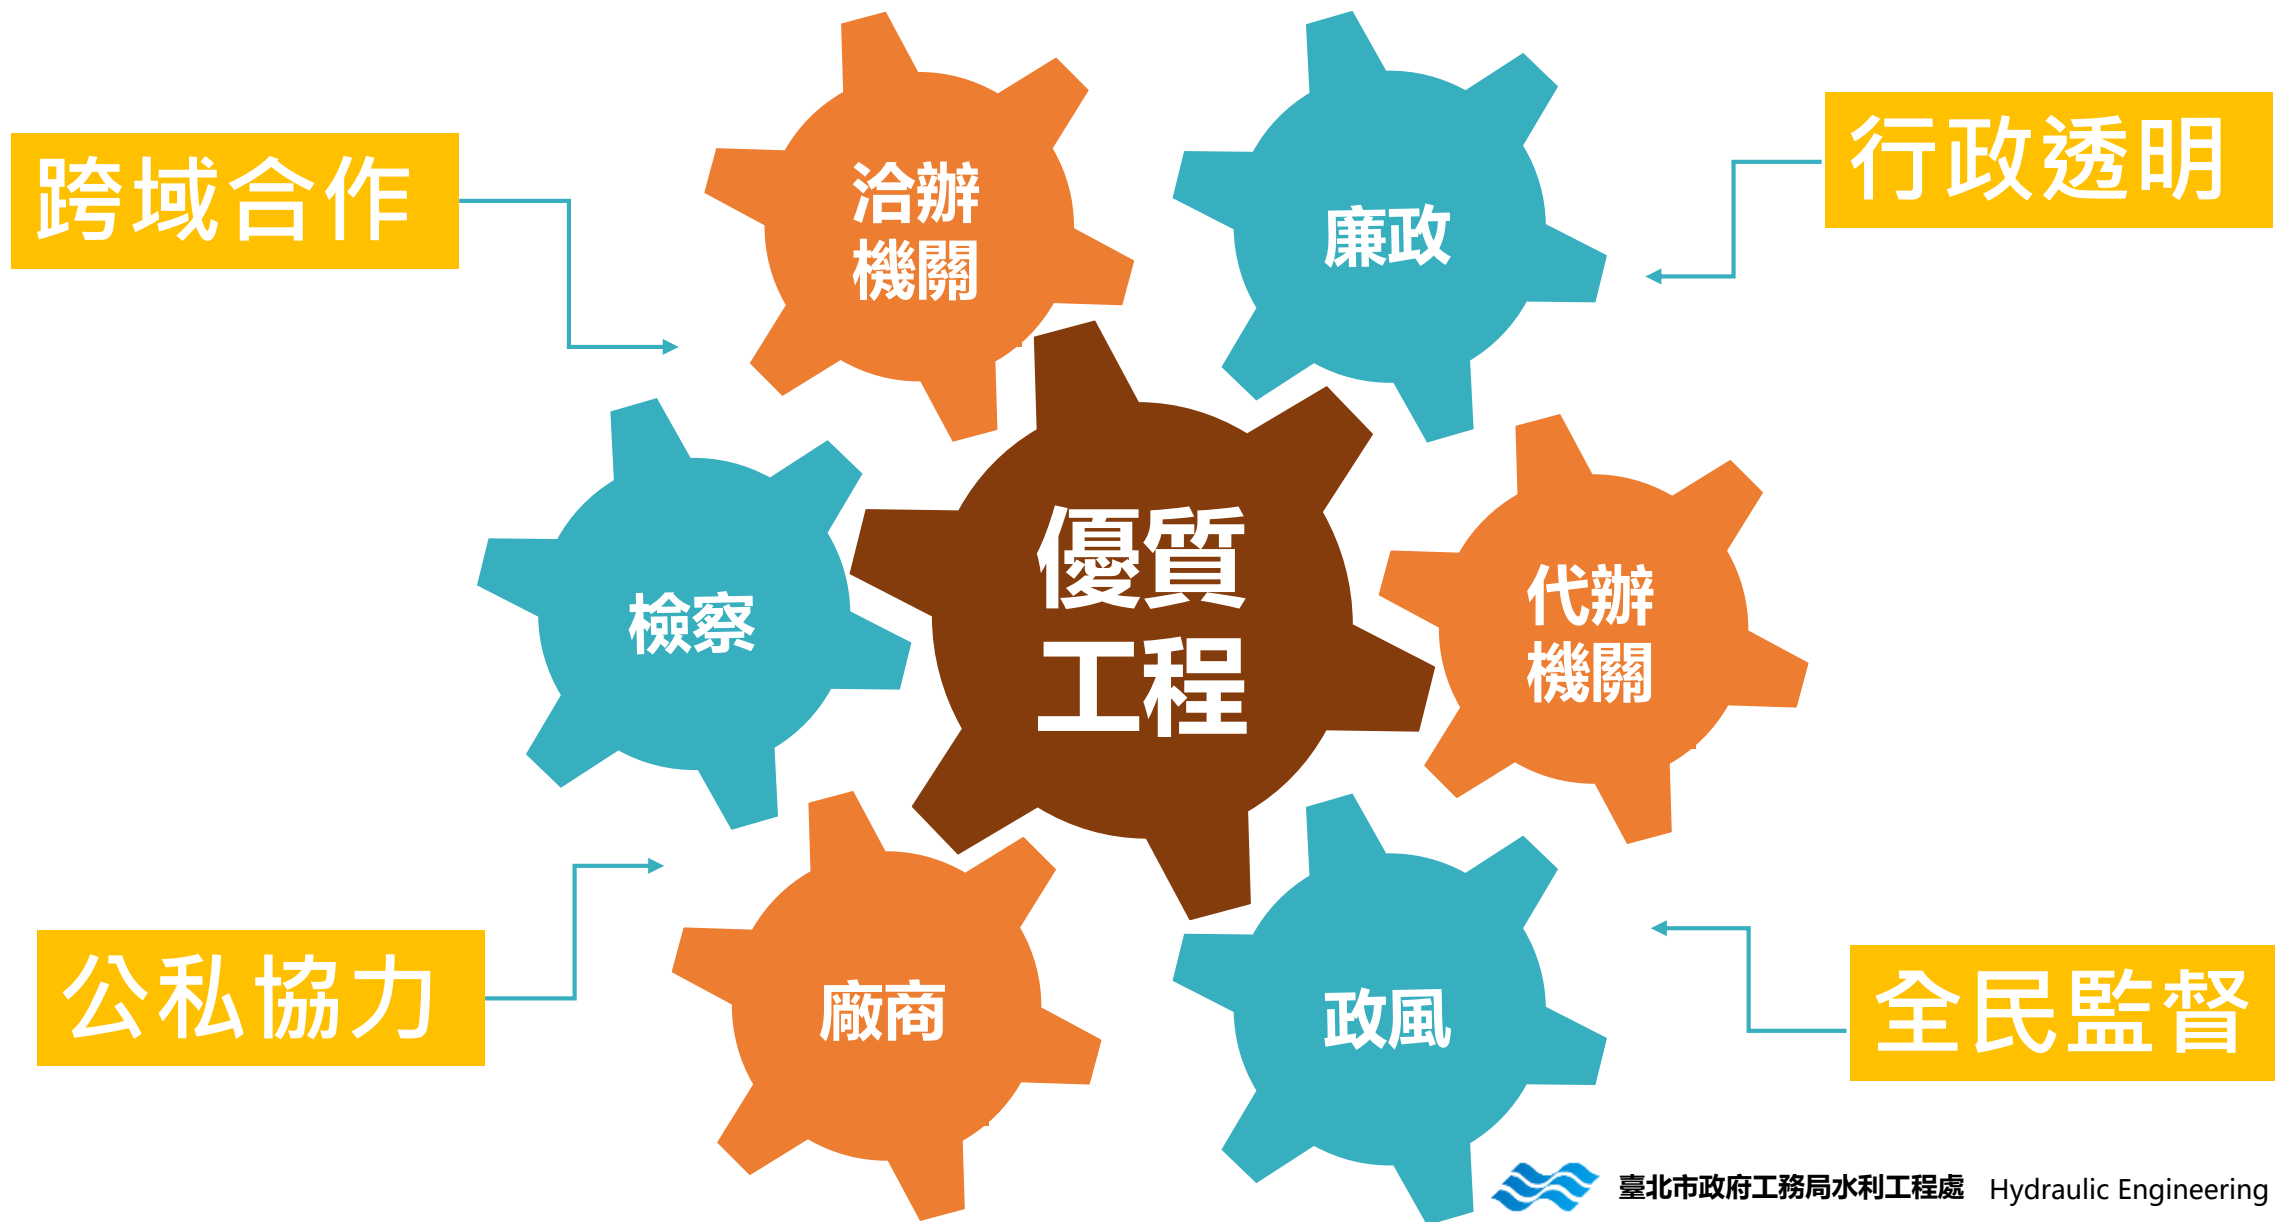 跨域合作
洽辦
機關
廉政
行政透明
檢察
優質
工程
代辦
機關
公私協力
廠商
政風
全民監督
臺北市政府工務局水利工程處 Hydraulic Engineering